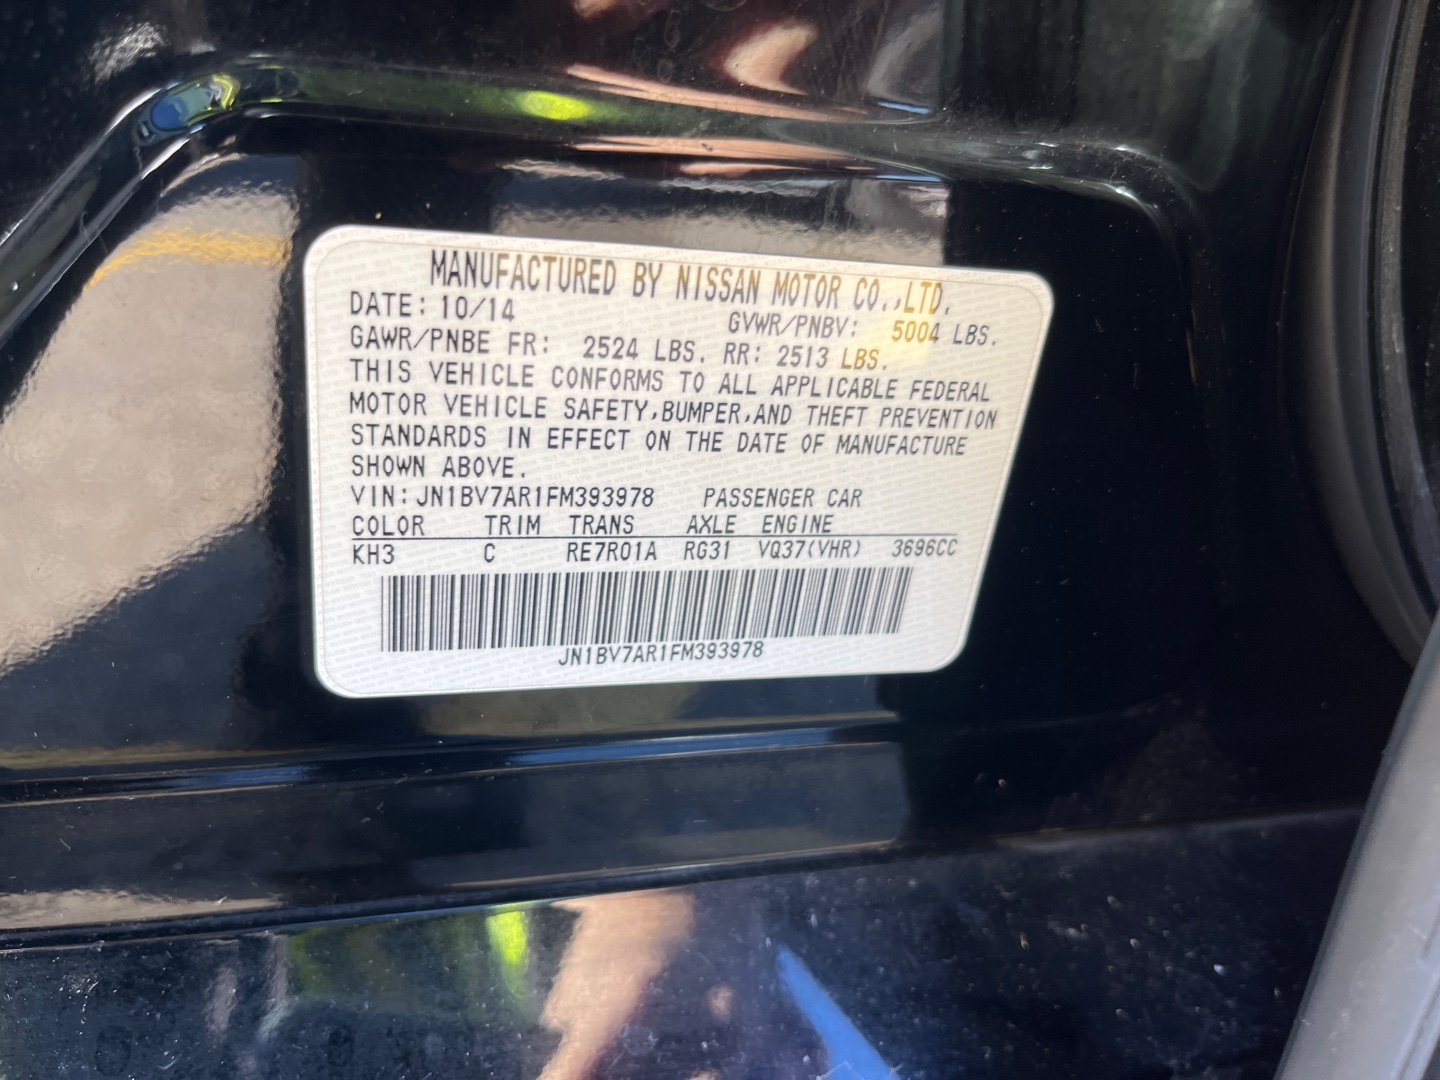 MANUFACTURED BY NISSAN MOTOR CO.,LTD.
DATE: 10/14 GVWR/PNBV: 5004 LBS.
GAWR/PNBE FR: 2524 LBS. RR: 2513 LBS.
THIS VEHICLE CONFORMS TO ALL APPLICABLE FEDERAL
MOTOR VEHICLE SAFETY,BUMPER,AND THEFT PREVENTION
STANDARDS IN EFFECT ON THE DATE OF MANUFACTURE
SHOWN ABOVE.
VIN:JN1BV7AR1FM393978 PASSENGER CAR
COLOR TRIM TRANS AXLE ENGINE
KH3 C RE7R01A RG31 VQ37(VHR) 3696CC
JN1BV7AR1FM393978